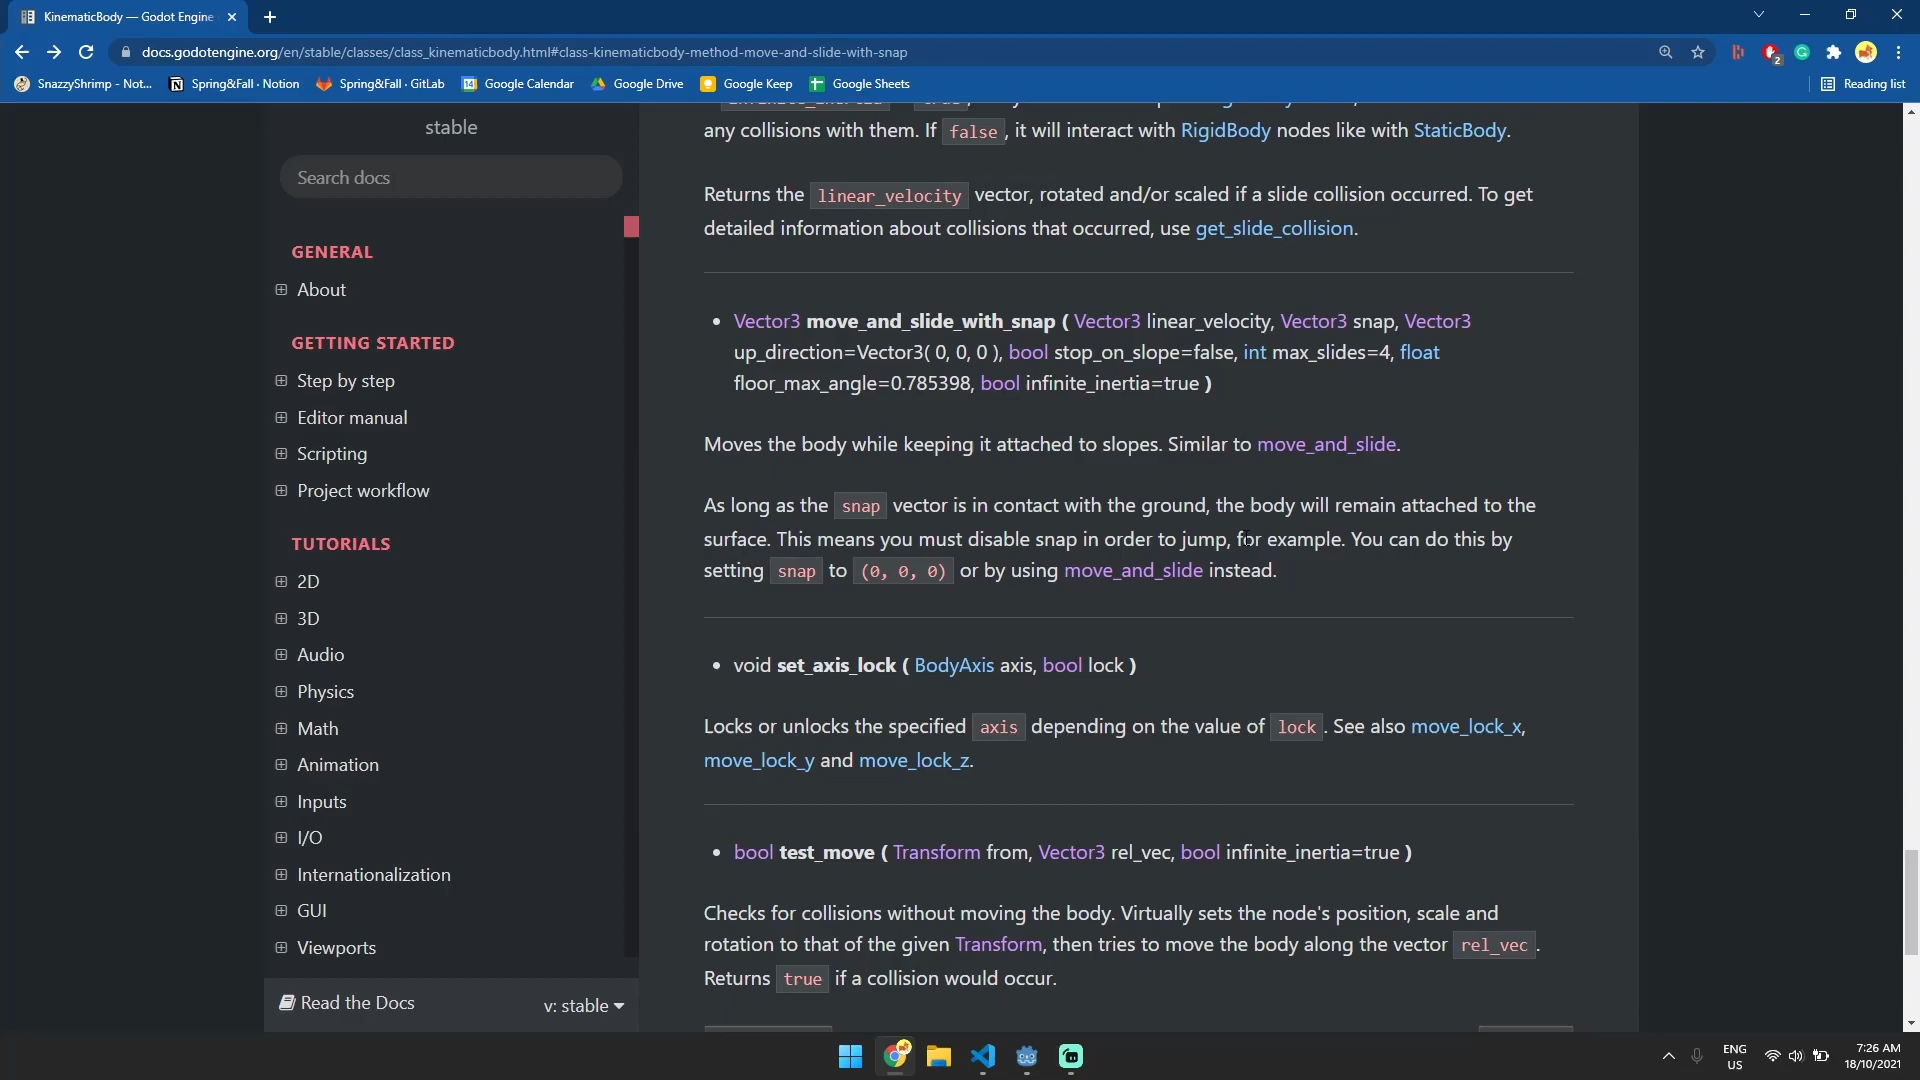 KinematicBody — Godot Engine
docs.godotengine.org/en/stable/classes/class_kinematicbody.html#class-kinematicbody-method-move-and-slide-with-snap
2
SnazzyShrimp - Not...
Spring&Fall · Notion
Spring&Fall · GitLab
14
Google Calendar
Google Drive
Google Keep
Google Sheets
Reading list
stable
Search docs
GENERAL
About
GETTING STARTED
Step by step
Editor manual
Scripting
Project workflow
TUTORIALS
2D
3D
Audio
Physics
Math
Animation
Inputs
I/O
Internationalization
GUI
Viewports
Read the Docs
v: stable
any collisions with them. If false, it will interact with RigidBody nodes like with StaticBody.
Returns the linear_velocity vector, rotated and/or scaled if a slide collision occurred. To get
detailed information about collisions that occurred, use get_slide_collision.
• Vector3 move_and_slide_with_snap ( Vector3 linear_velocity, Vector3 snap, Vector3
up_direction=Vector3( 0, 0, 0 ), bool stop_on_slope=false, int max_slides=4, float
floor_max_angle=0.785398, bool infinite_inertia=true )
Moves the body while keeping it attached to slopes. Similar to move_and_slide.
As long as the snap vector is in contact with the ground, the body will remain attached to the
surface. This means you must disable snap in order to jump, for example. You can do this by
setting snap to (0, 0, 0) or by using move_and_slide instead.
• void set_axis_lock ( BodyAxis axis, bool lock )
Locks or unlocks the specified axis depending on the value of lock. See also move_lock_x,
move_lock_y and move_lock_z.
• bool test_move ( Transform from, Vector3 rel_vec, bool infinite_inertia=true )
Checks for collisions without moving the body. Virtually sets the node's position, scale and
rotation to that of the given Transform, then tries to move the body along the vector rel_vec.
Returns true if a collision would occur.
ENG
US
7:26 AM
18/10/2021